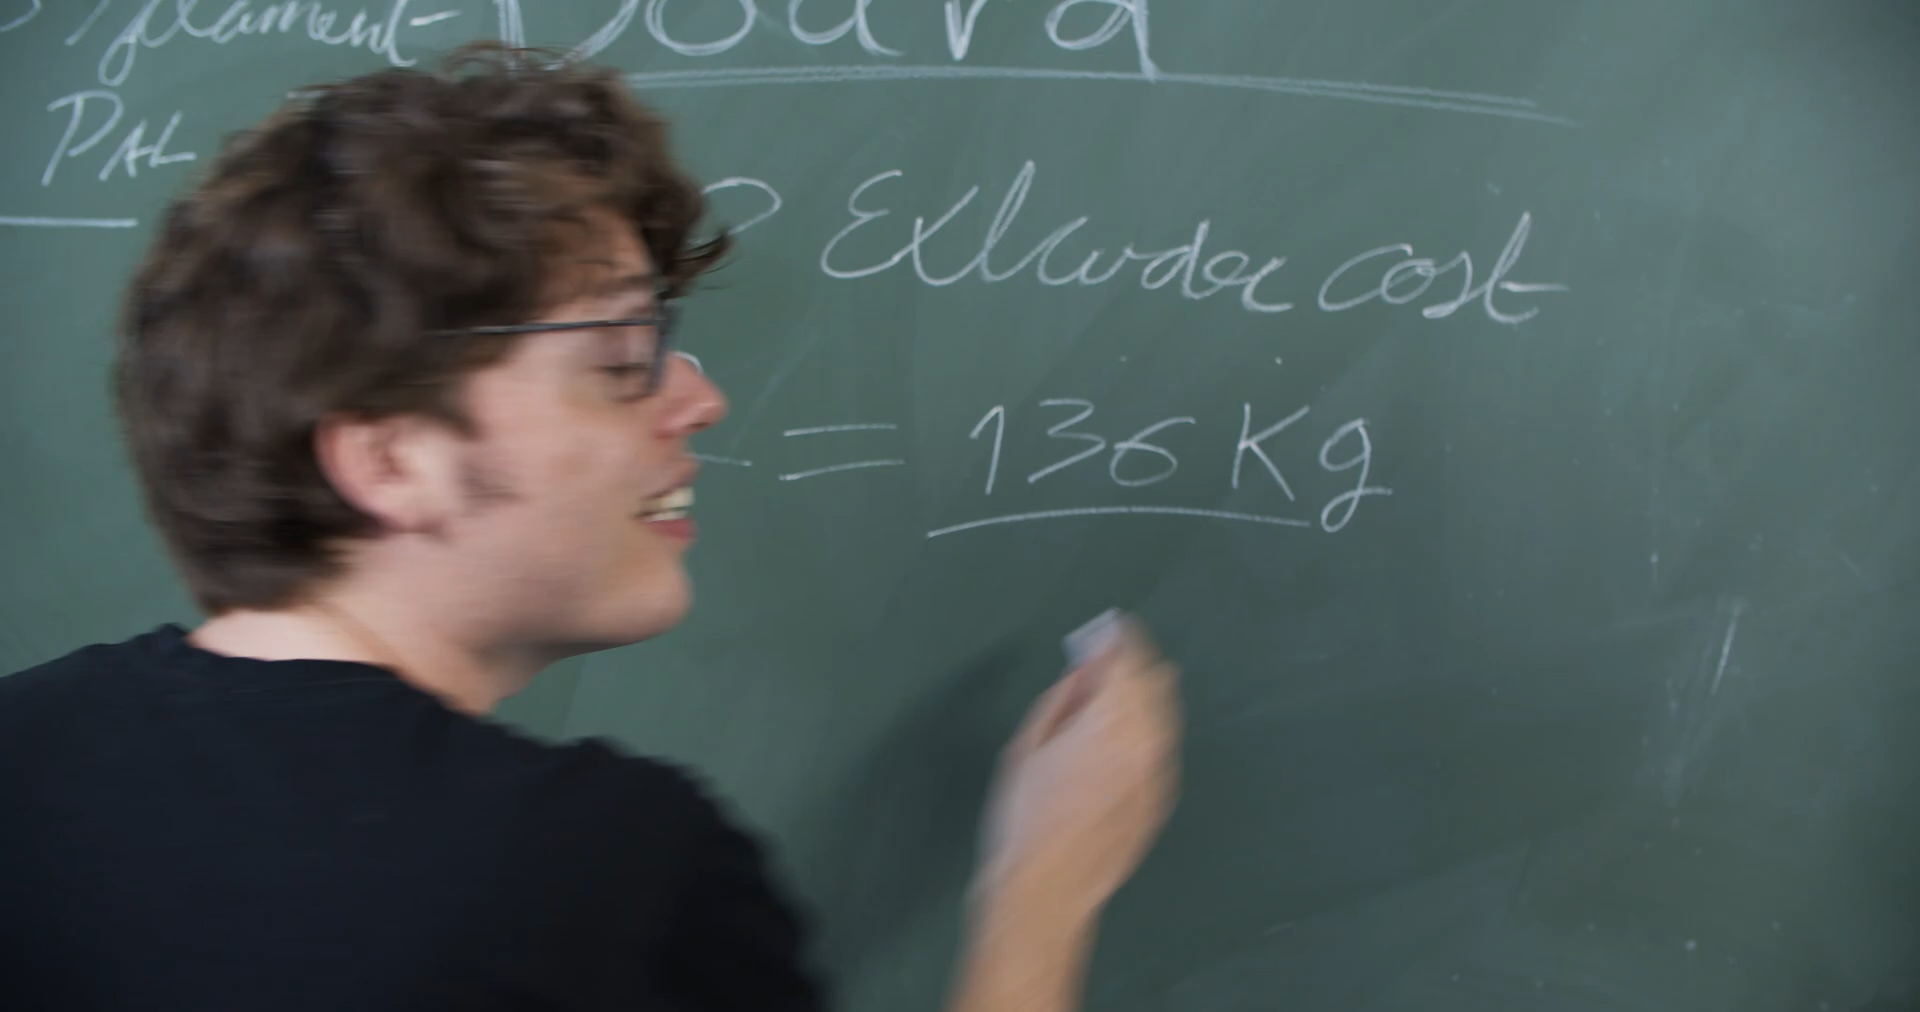 filament
PAL
Extruder cost
= 136 Kg